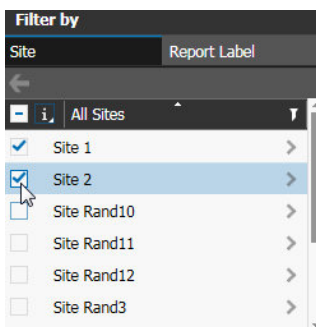 Filter by
Site Report Label
i All Sites
Site 1
Site 2
Site Rand10
Site Rand11
Site Rand12
Site Rand3